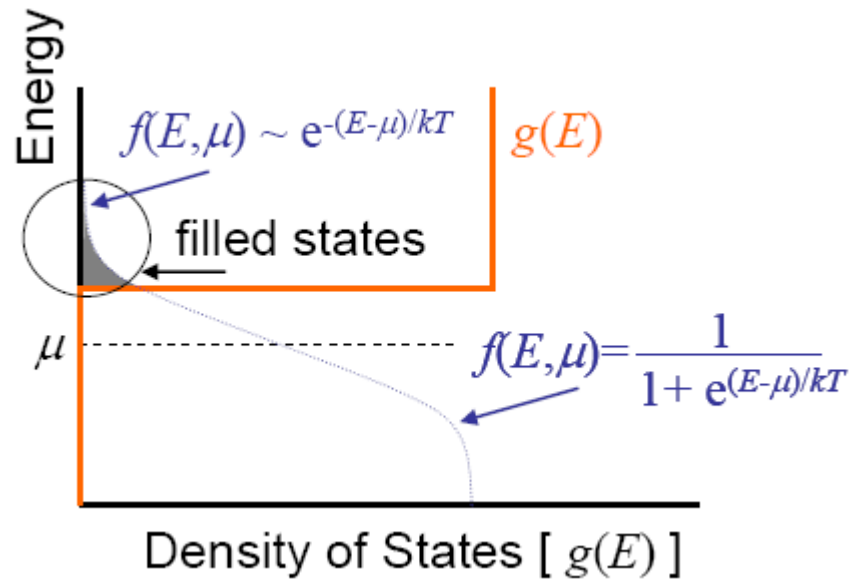 Energy
f(E,μ) ~ e^-(E-μ)/kT
g(E)
filled states
μ
f(E,μ)= 1 / 1+ e^(E-μ)/kT
Density of States [ g(E) ]